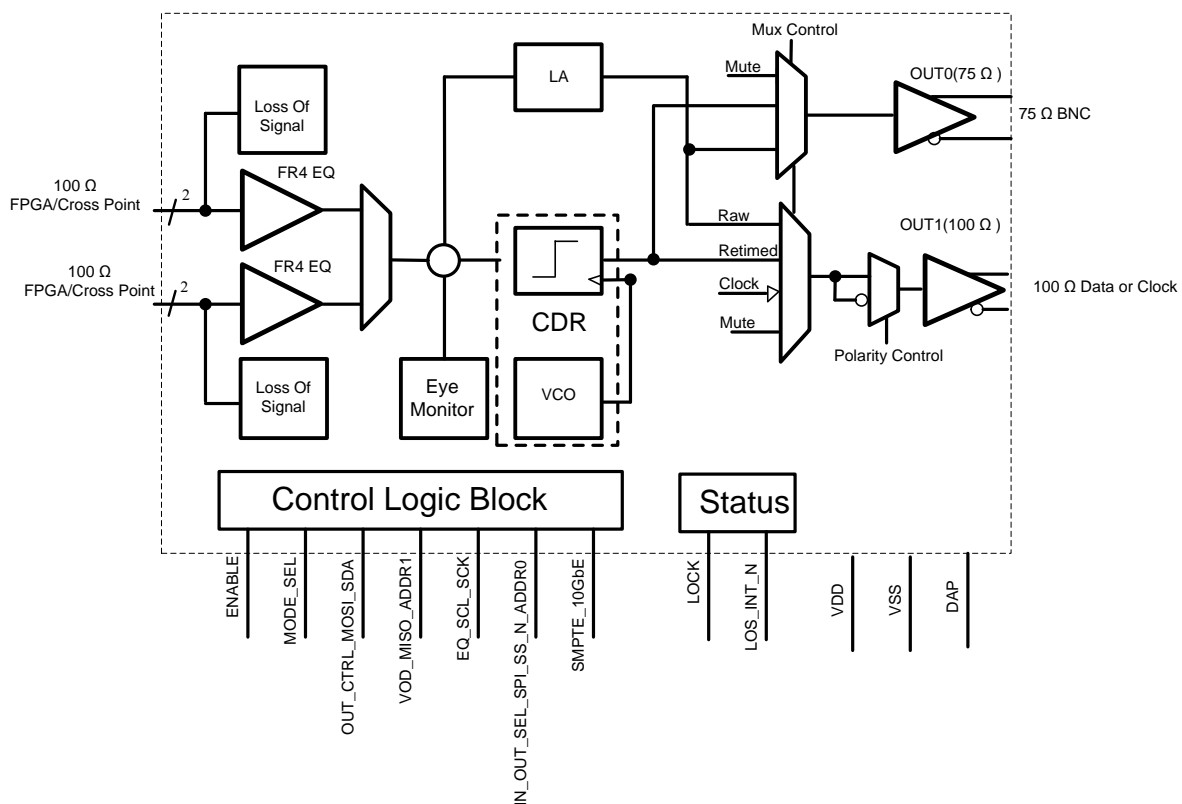 Mux Control
Mute
LA
OUT0(75 Ω )
Loss Of
Signal
75 Ω BNC
FR4 EQ
100 Ω
FPGA/Cross Point
2
Raw
OUT1(100 Ω )
FR4 EQ
Retimed
100 Ω
FPGA/Cross Point
2
Clock
100 Ω Data or Clock
CDR
Mute
Polarity Control
Loss Of
Signal
Eye
Monitor
VCO
Control Logic Block
Status
ENABLE
MODE_SEL
OUT_CTRL_MOSI_SDA
VOD_MISO_ADDR1
EQ_SCL_SCK
IN_OUT_SEL_SPI_SS_N_ADDR0
SMPTE_10GbE
LOCK
LOS_INT_N
VDD
VSS
DAP